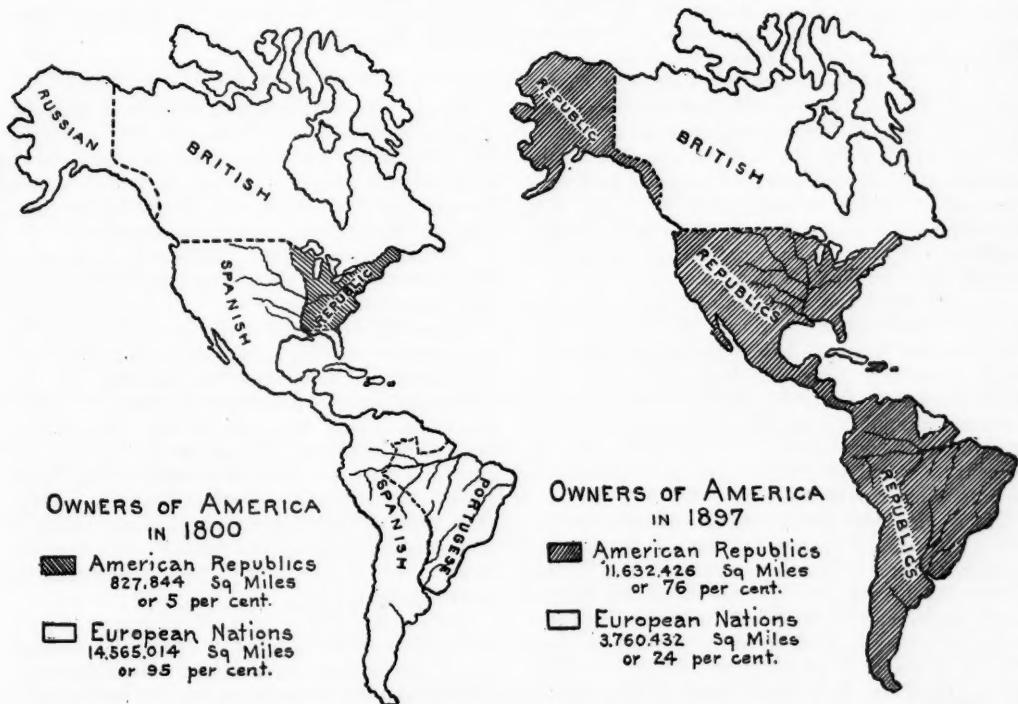 RUSSIAN
BRITISH
SPANISH
REPUBLIC
SPANISH
PORTUGESE
OWNERS OF AMERICA
IN 1800
American Republics
827.844 Sq Miles
or 5 per cent.
European Nations
14,565.014 Sq Miles
or 95 per cent.
REPUBLIC
BRITISH
REPUBLICS
REPUBLICS
OWNERS OF AMERICA
IN 1897
American Republics
11,632.426 Sq Miles
or 76 per cent.
European Nations
3,760.432 Sq Miles
or 24 per cent.